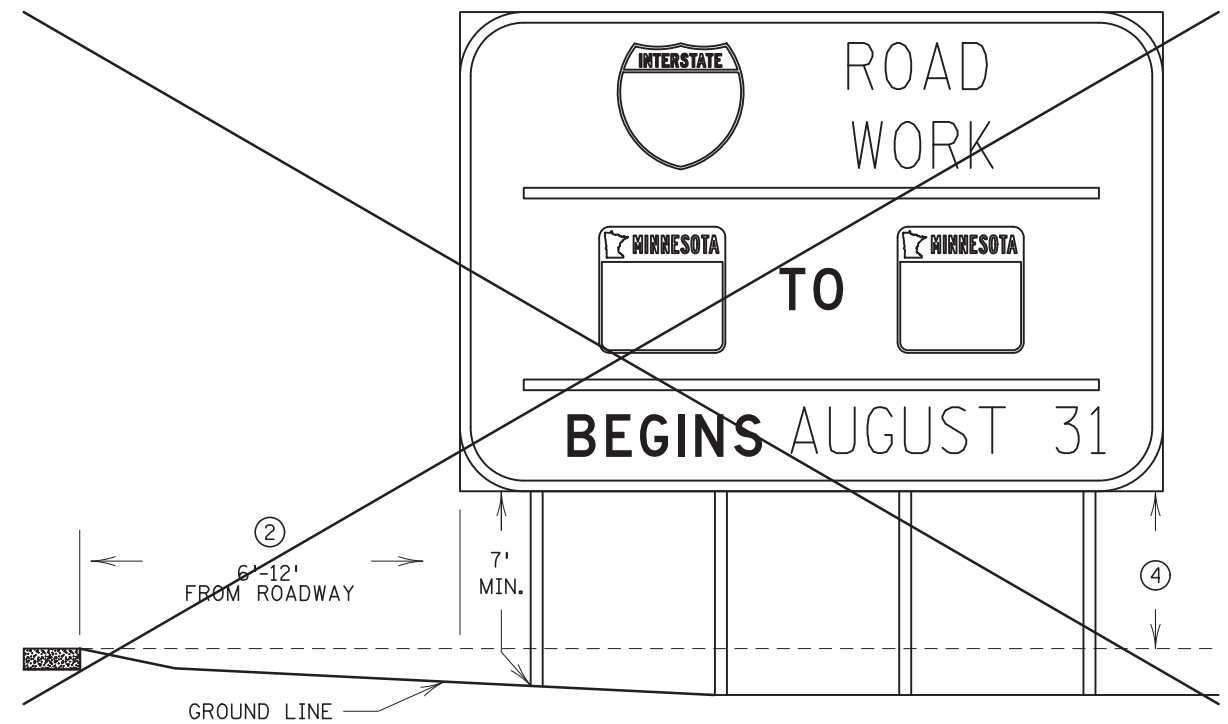 INTERSTATE
ROAD
WORK
MINNESOTA TO MINNESOTA
BEGINS AUGUST 31
2
6'-12'
FROM ROADWAY
7'
MIN.
4
GROUND LINE